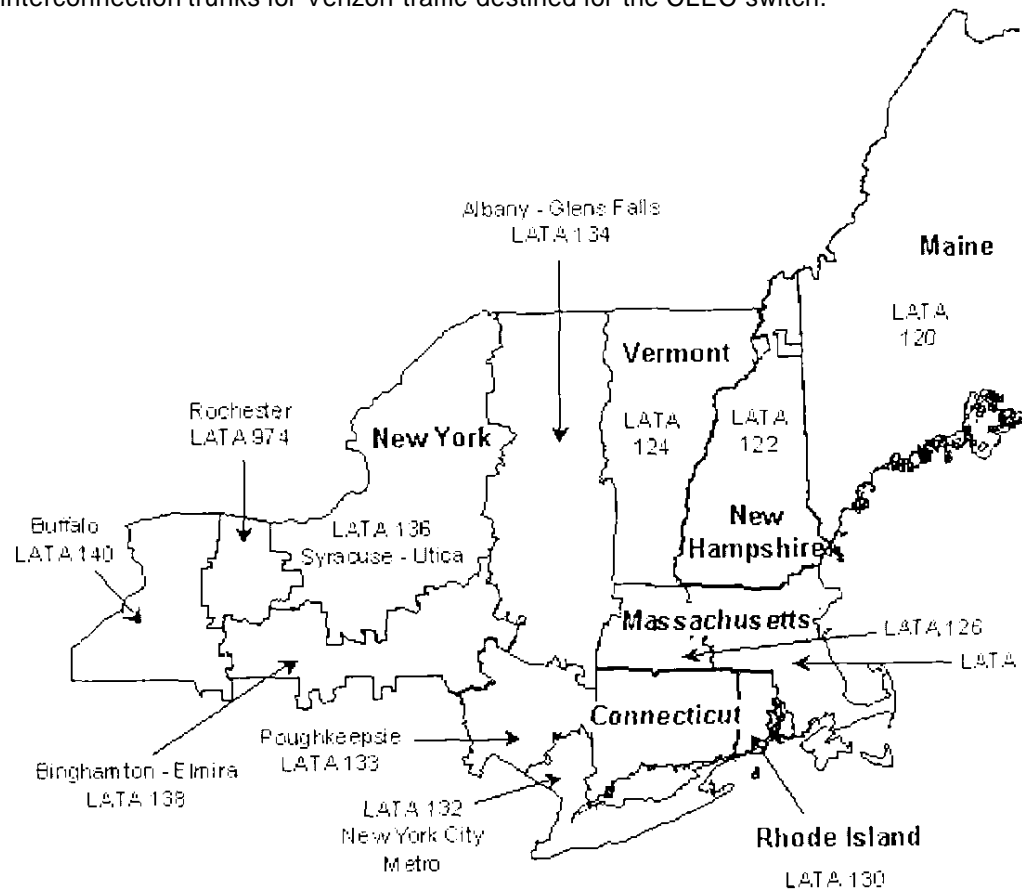 interconnection trunks for Verizon traffic destined for the CLEC switch.
Albany - Glens Falls
LATA 134
Maine
LATA
120
Vermont
Rochester
LATA 974
New York
LATA
124
LATA
122
Buffalo
LATA 140
LATA 136
Syracuse - Utica
New
Hampshire
Massachusetts
LATA 126
LATA
Connecticut
Poughkeepsie
LATA 133
Binghamton - Elmira
LATA 138
LATA 132
New York City
Metro
Rhode Island
LATA 130